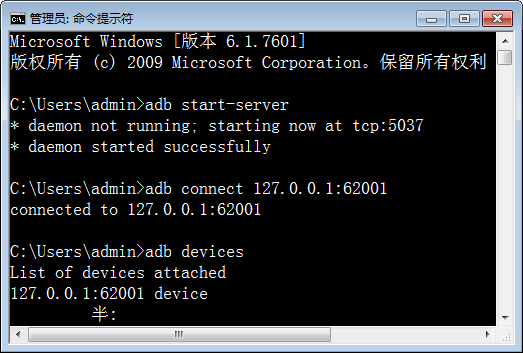 管理员: 命令提示符
Microsoft Windows [版本 6.1.7601]
版权所有 (c) 2009 Microsoft Corporation。保留所有权利
C:\Users\admin>adb start-server
* daemon not running; starting now at tcp:5037
* daemon started successfully
C:\Users\admin>adb connect 127.0.0.1:62001
connected to 127.0.0.1:62001
C:\Users\admin>adb devices
List of devices attached
127.0.0.1:62001 device
半: